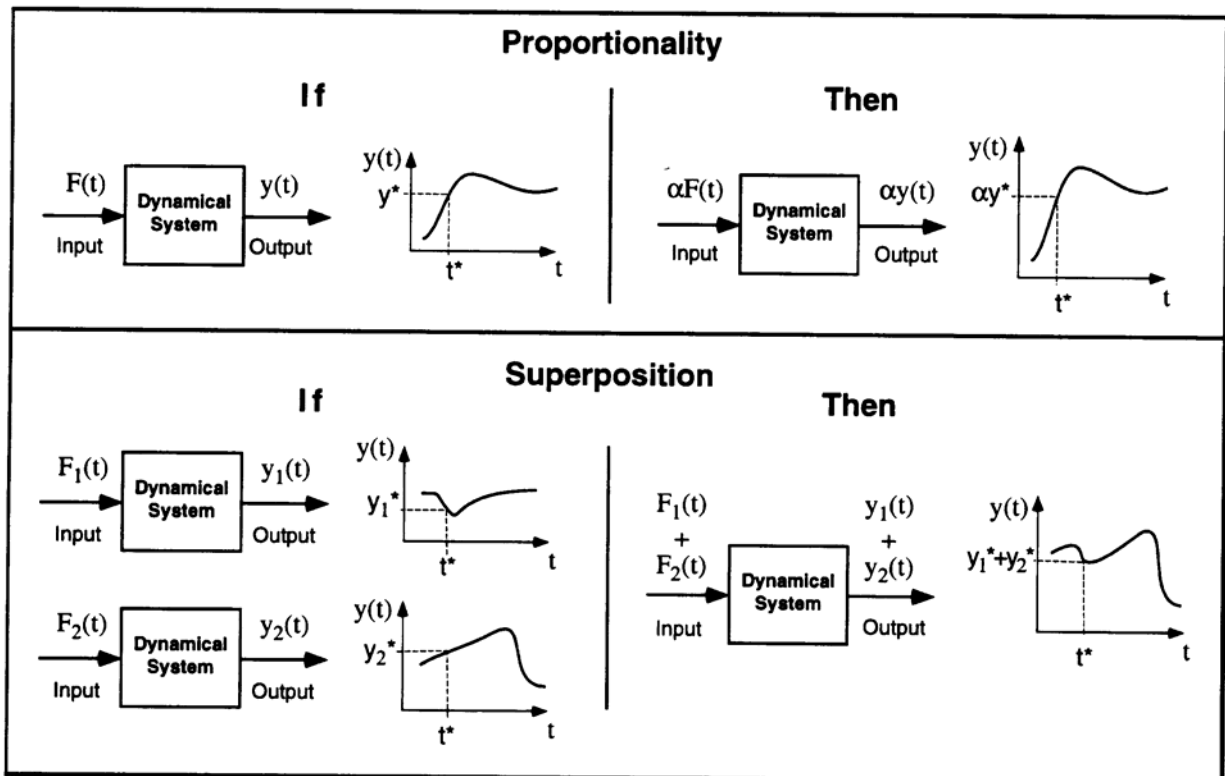 Proportionality
If
F(t)
Input
Dynamical
System
y(t)
Output
y(t)
y*
t*
t
Then
αF(t)
Input
Dynamical
System
αy(t)
Output
y(t)
αy*
t*
t
Superposition
If
F₁(t)
Input
Dynamical
System
y₁(t)
Output
y(t)
y₁*
t*
t
F₂(t)
Input
Dynamical
System
y₂(t)
Output
y(t)
y₂*
t*
t
Then
F₁(t)
+
F₂(t)
Input
Dynamical
System
y₁(t)
+
y₂(t)
Output
y(t)
y₁*+y₂*
t*
t